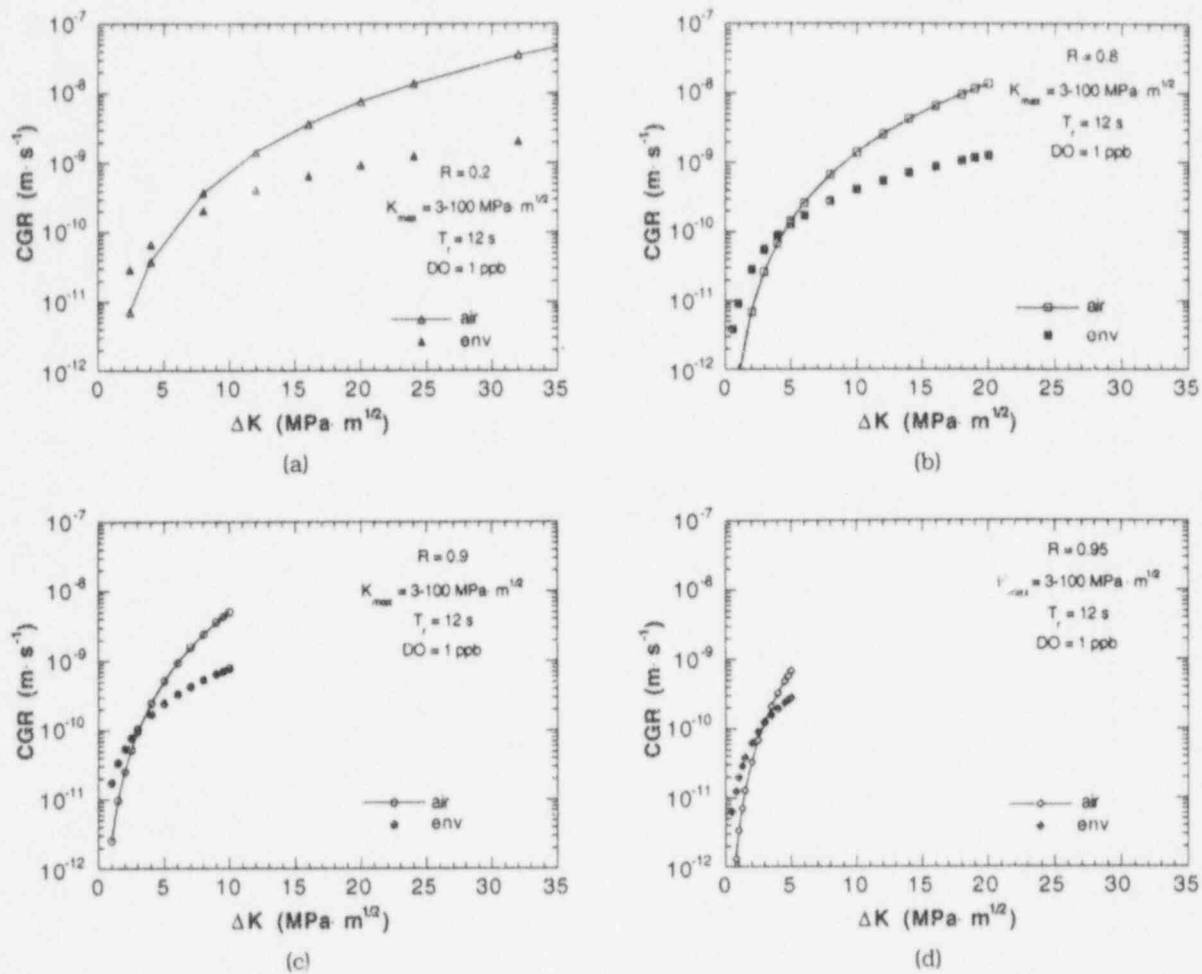 10⁻⁷
10⁻⁸
10⁻⁹
10⁻¹⁰
10⁻¹¹
10⁻¹²
CGR (m· s⁻¹)
R = 0.2
K_max = 3-100 MPa· m^1/2
T_r = 12 s
DO = 1 ppb
air
env
0 5 10 15 20 25 30 35
ΔK (MPa· m^1/2)
(a)
10⁻⁷
10⁻⁸
10⁻⁹
10⁻¹⁰
10⁻¹¹
10⁻¹²
CGR (m· s⁻¹)
R = 0.8
K_max = 3-100 MPa· m^1/2
T_r = 12 s
DO = 1 ppb
air
env
0 5 10 15 20 25 30 35
ΔK (MPa· m^1/2)
(b)
10⁻⁷
10⁻⁸
10⁻⁹
10⁻¹⁰
10⁻¹¹
10⁻¹²
CGR (m· s⁻¹)
R = 0.9
K_max = 3-100 MPa· m^1/2
T_r = 12 s
DO = 1 ppb
air
env
0 5 10 15 20 25 30 35
ΔK (MPa· m^1/2)
(c)
10⁻⁷
10⁻⁸
10⁻⁹
10⁻¹⁰
10⁻¹¹
10⁻¹²
CGR (m· s⁻¹)
R = 0.95
K_max = 3-100 MPa· m^1/2
T_r = 12 s
DO = 1 ppb
air
env
0 5 10 15 20 25 30 35
ΔK (MPa· m^1/2)
(d)